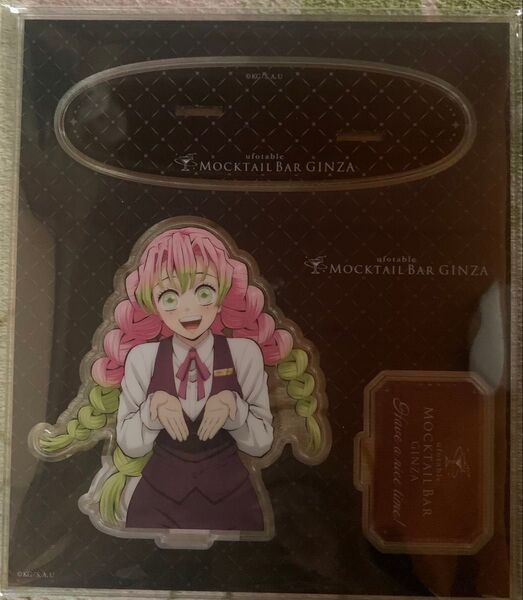 ©KG/S,A,U
ufotable
MOCKTAIL BAR GINZA
ufotable
MOCKTAIL BAR GINZA
ufotable
MOCKTAIL BAR
GINZA
Have a nice time!
©KG/S,A,U